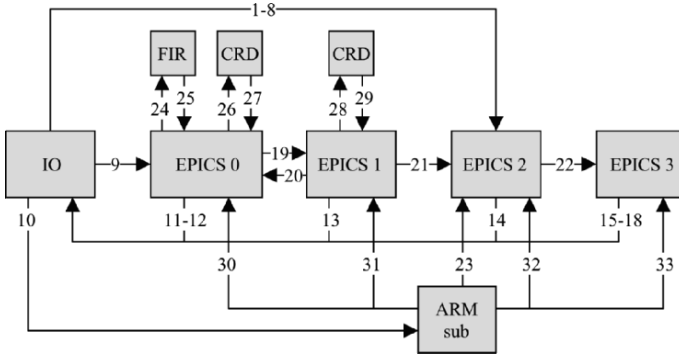 1-8
FIR
CRD
CRD
24
25
26
27
28
29
IO
9
EPICS 0
19
20
EPICS 1
21
EPICS 2
22
EPICS 3
10
11-12
13
14
15-18
30
31
23
32
33
ARM
sub